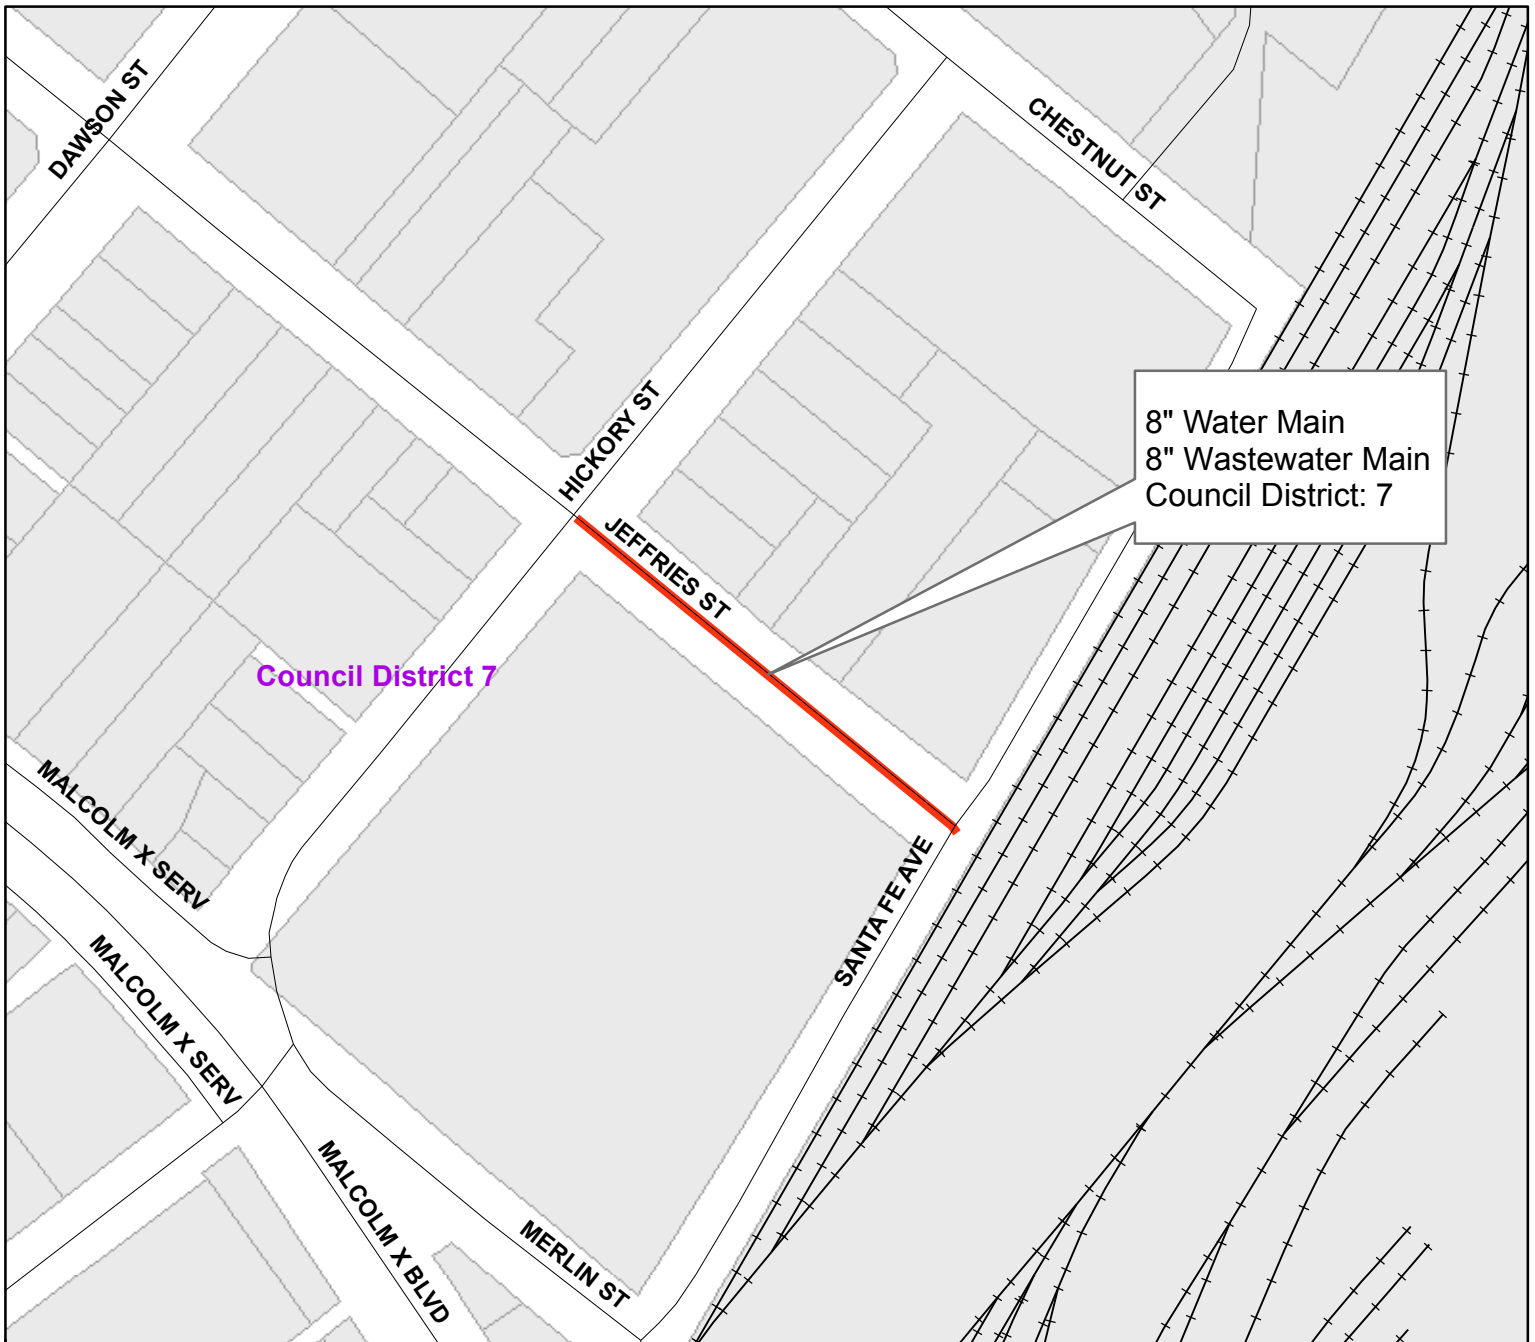 DAWSON ST
CHESTNUT ST
HICKORY ST
8" Water Main
8" Wastewater Main
Council District: 7
JEFFRIES ST
Council District 7
MALCOLM X SERV
SANTA FE AVE
MALCOLM X SERV
MALCOLM X BLVD
MERLIN ST